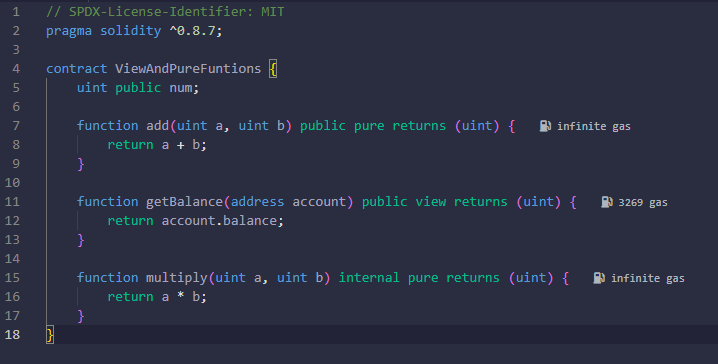 1 // SPDX-License-Identifier: MIT
2 pragma solidity ^0.8.7;
3
4 contract ViewAndPureFuntions {
5 uint public num;
6
7 function add(uint a, uint b) public pure returns (uint) { infinite gas
8 return a + b;
9 }
10
11 function getBalance(address account) public view returns (uint) { 3269 gas
12 return account.balance;
13 }
14
15 function multiply(uint a, uint b) internal pure returns (uint) { infinite gas
16 return a * b;
17 }
18 }